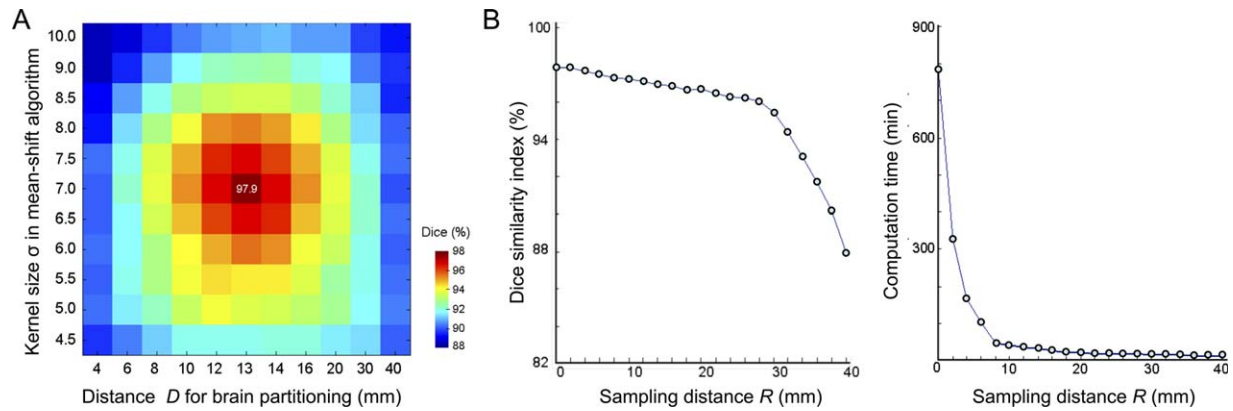 A
Kernel size σ in mean-shift algorithm
10.0
9.0
8.5
8.0
7.5
7.0
6.5
6.0
5.5
5.0
4.5
97.9
Dice (%)
98
96
94
92
90
88
4 6 8 10 12 13 14 16 20 30 40
Distance D for brain partitioning (mm)
B
Dice similarity index (%)
100
94
88
82
0 10 20 30 40
Sampling distance R (mm)
Computation time (min)
900
600
300
0 10 20 30 40
Sampling distance R (mm)